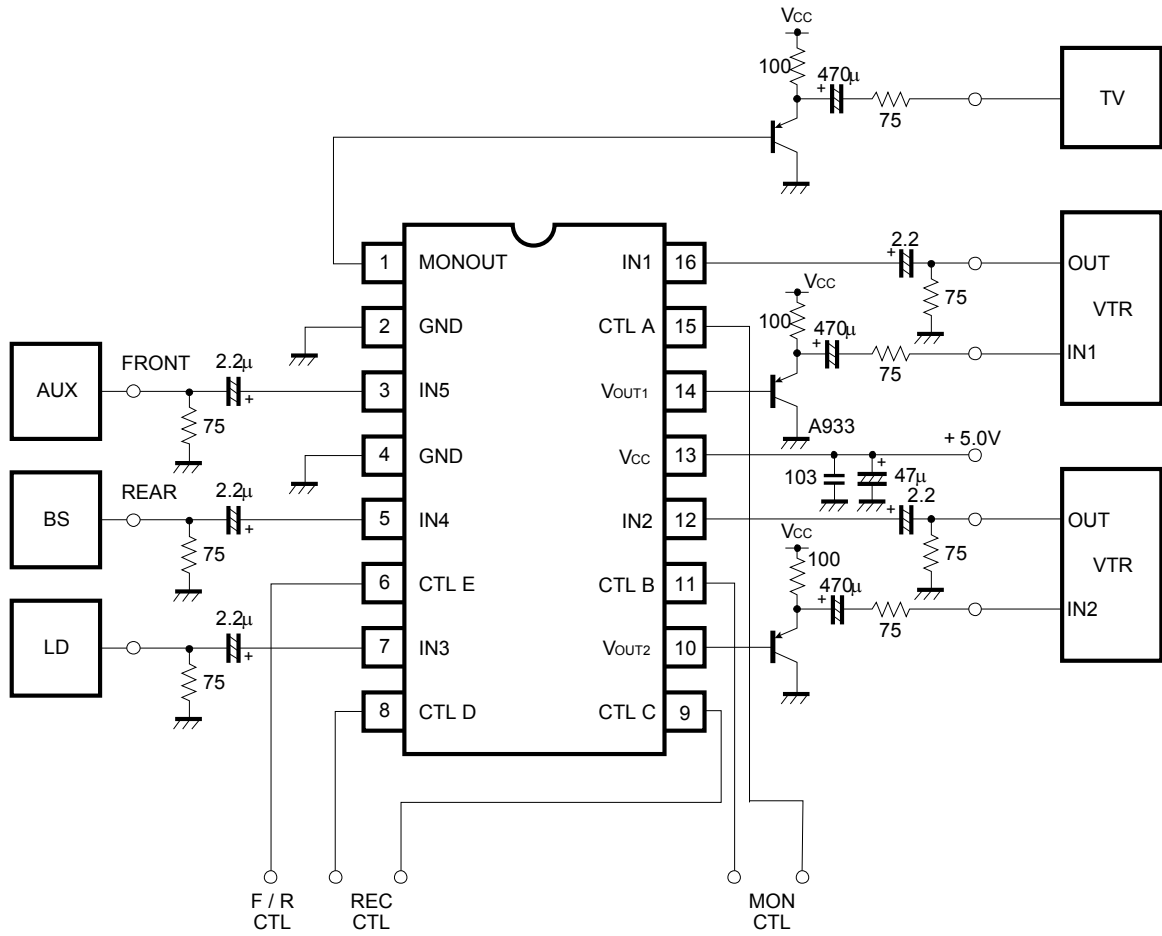 VCC
100
470µ
+
75
TV
1
MONOUT
IN1
16
+
2.2
75
OUT
VTR
IN1
2
GND
CTL A
15
VCC
100
470µ
+
75
AUX
FRONT
2.2µ
+
75
3
IN5
VOUT1
14
A933
4
GND
VCC
13
+ 5.0V
103
+
47µ
BS
REAR
2.2µ
+
75
5
IN4
IN2
12
+
2.2
75
OUT
VTR
IN2
6
CTL E
CTL B
11
VCC
100
470µ
+
75
LD
2.2µ
+
75
7
IN3
VOUT2
10
8
CTL D
CTL C
9
F / R
CTL
REC
CTL
MON
CTL